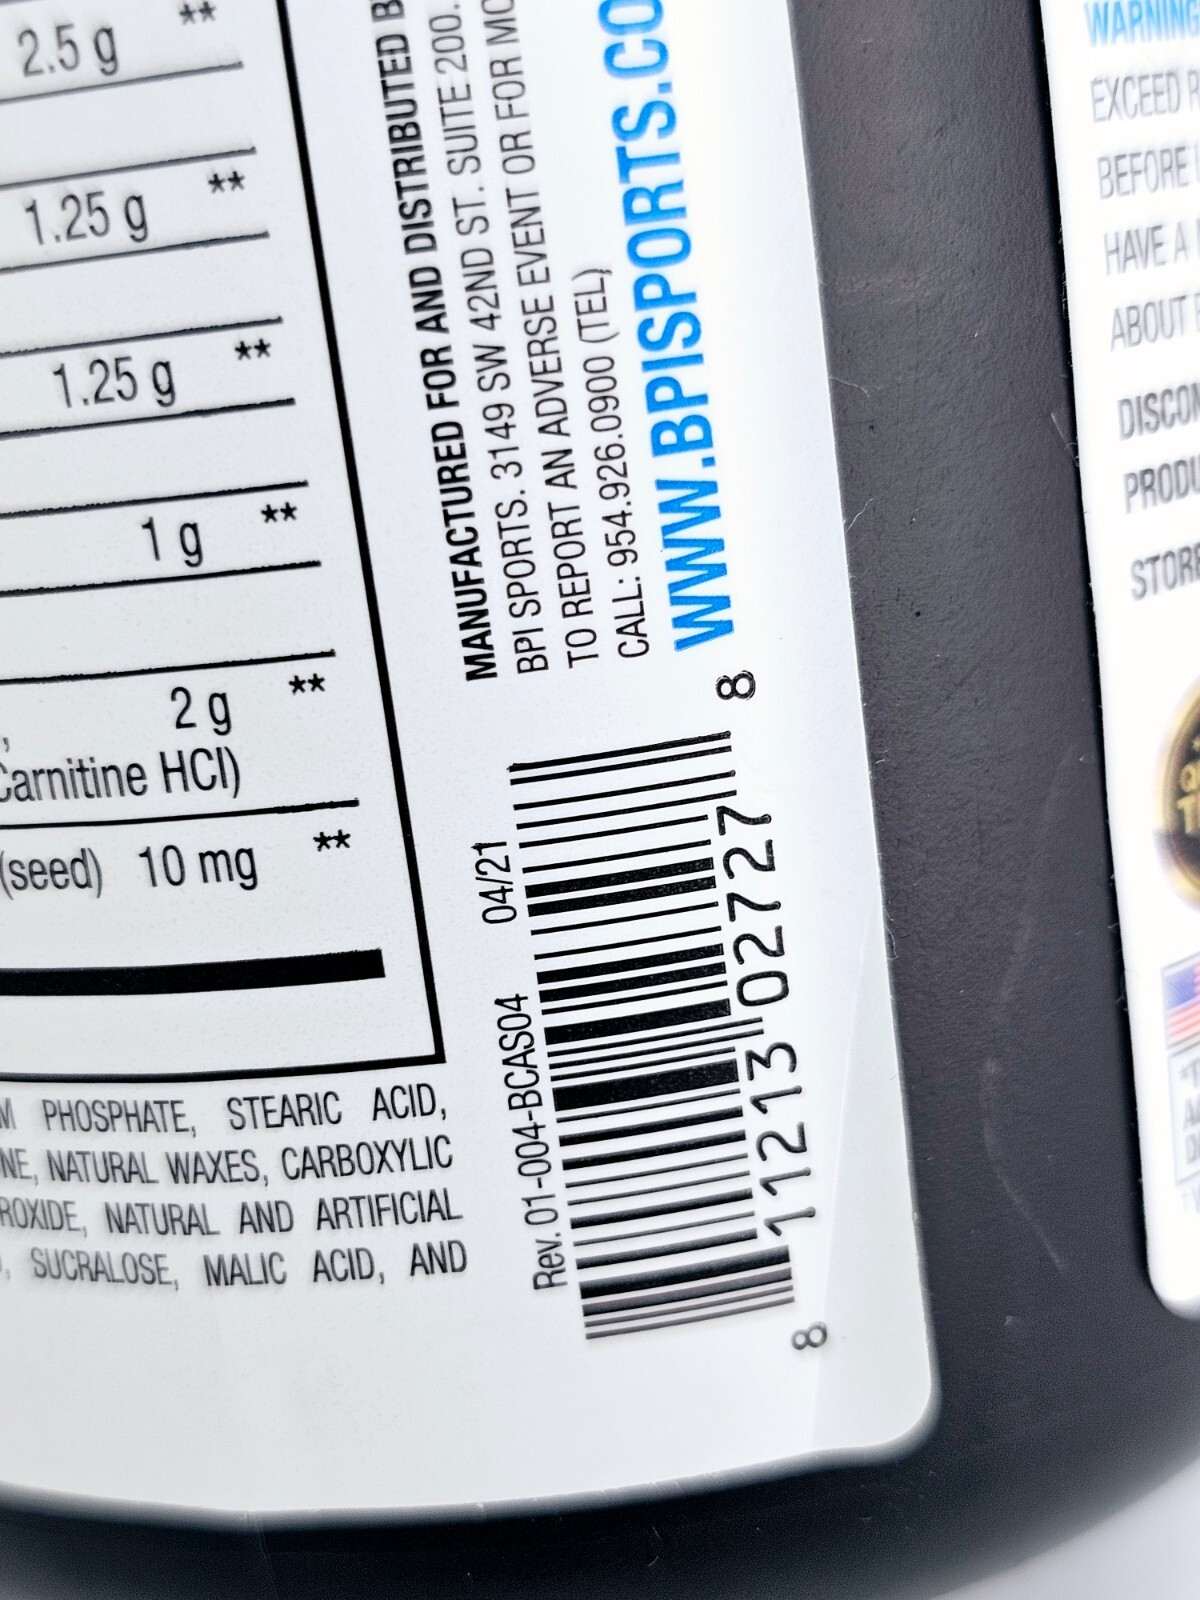 2.5 g **
1.25 g **
1.25 g **
1 g **
2 g **
Carnitine HCl)
(seed) 10 mg **
PHOSPHATE, STEARIC ACID,
NATURAL WAXES, CARBOXYLIC
NATURAL AND ARTIFICIAL
SUCRALOSE, MALIC ACID, AND
MANUFACTURED FOR AND DISTRIBUTED
BPI SPORTS. 3149 SW 42ND ST. SUITE 200.
TO REPORT AN ADVERSE EVENT OR FOR
CALL: 954.926.0900 (TEL)
WWW.BPISPORTS.CO
Rev. 01-004-BCAS04 04/21
8 11213 02727 8
WARNING
EXCEED
BEFORE
HAVE A
ABOUT
DISCON
PRODU
STORE